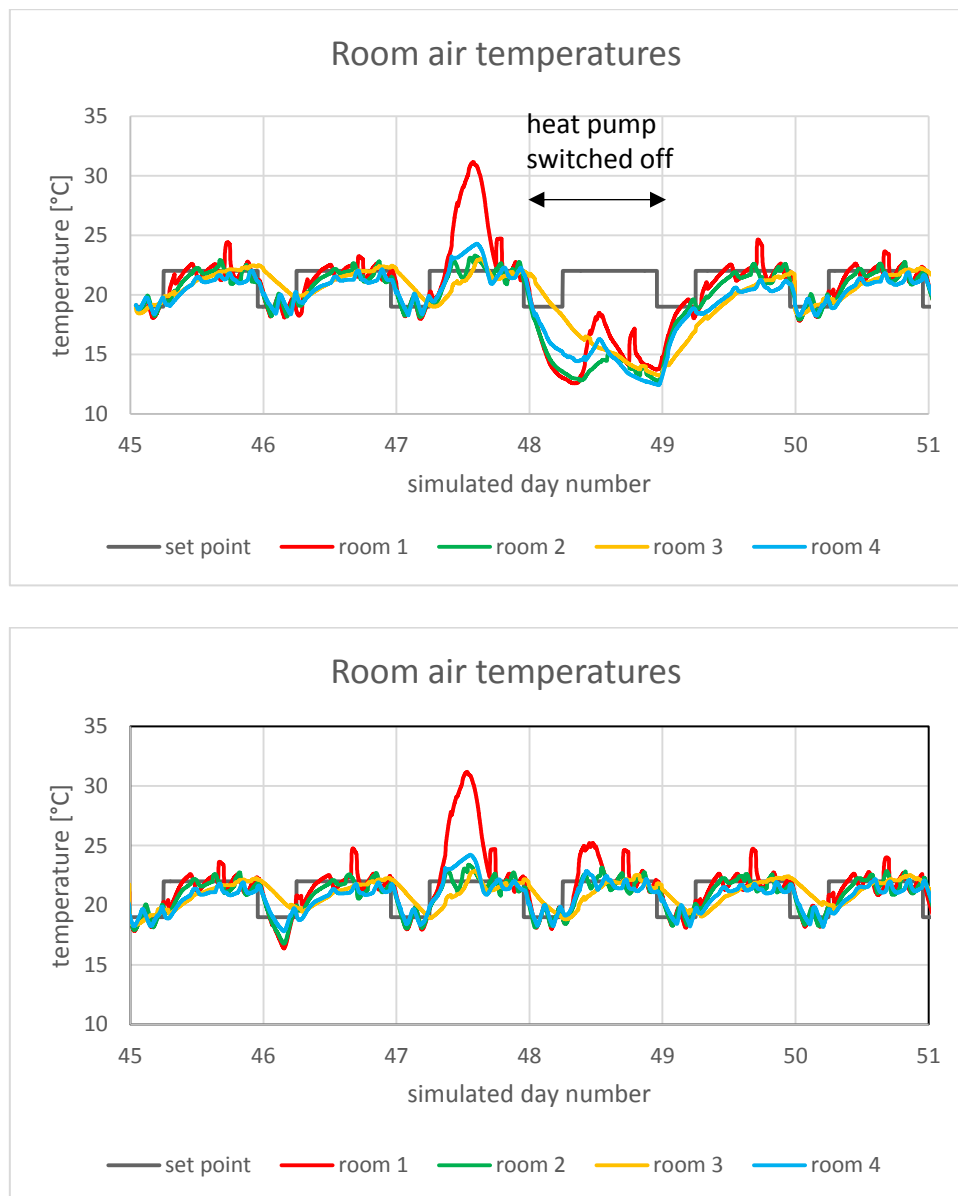 Room air temperatures
heat pump
switched off
35
30
25
20
15
10
temperature [°C]
45 46 47 48 49 50 51
simulated day number
set point room 1 room 2 room 3 room 4
Room air temperatures
35
30
25
20
15
10
temperature [°C]
45 46 47 48 49 50 51
simulated day number
set point room 1 room 2 room 3 room 4